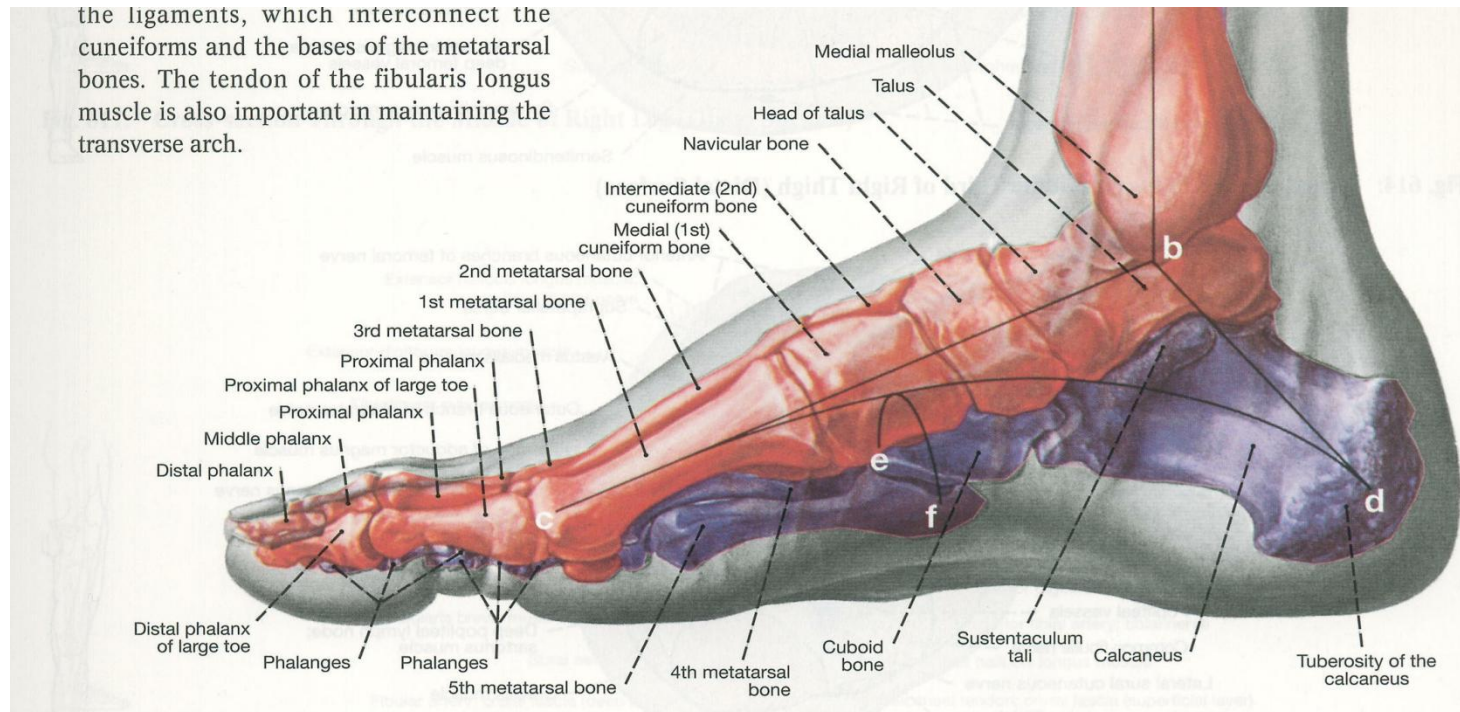 the ligaments, which interconnect the
cuneiforms and the bases of the metatarsal
bones. The tendon of the fibularis longus
muscle is also important in maintaining the
transverse arch.
Medial malleolus
Talus
Head of talus
Navicular bone
Intermediate (2nd)
cuneiform bone
Medial (1st)
cuneiform bone
2nd metatarsal bone
1st metatarsal bone
3rd metatarsal bone
Proximal phalanx
Proximal phalanx of large toe
Proximal phalanx
Middle phalanx
Distal phalanx
b
c
e
f
d
Distal phalanx
of large toe
Phalanges
Phalanges
5th metatarsal bone
4th metatarsal
bone
Cuboid
bone
Sustentaculum
tali
Calcaneus
Tuberosity of the
calcaneus